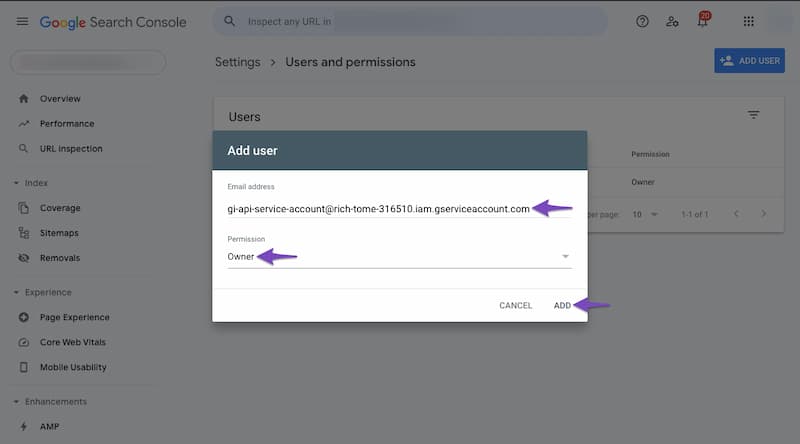 Google Search Console
Inspect any URL in
20
Settings > Users and permissions
ADD USER
Overview
Performance
URL inspection
Index
Coverage
Sitemaps
Removals
Experience
Page Experience
Core Web Vitals
Mobile Usability
Enhancements
AMP
Users
Permission
Owner
per page: 10 1-1 of 1
Add user
Email address
gi-api-service-account@rich-tome-316510.iam.gserviceaccount.com
Permission
Owner
CANCEL ADD